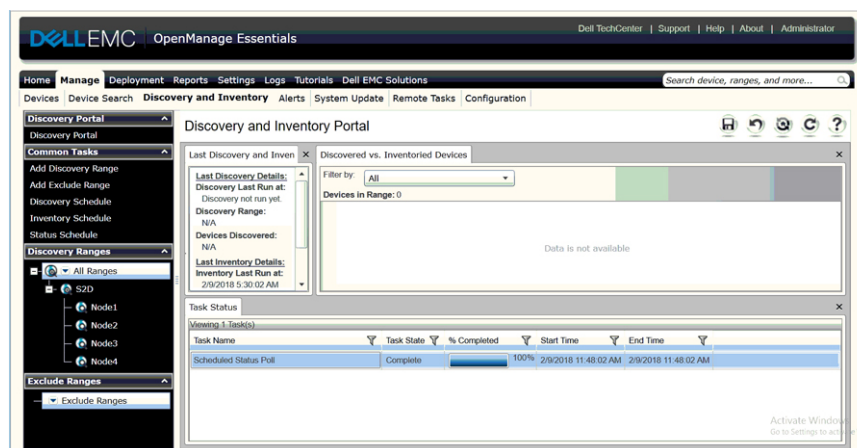 DELLEMC OpenManage Essentials
Dell TechCenter | Support | Help | About | Administrator
Home Manage Deployment Reports Settings Logs Tutorials Dell EMC Solutions
Search device, ranges, and more...
Devices Device Search Discovery and Inventory Alerts System Update Remote Tasks Configuration
Discovery Portal
Discovery Portal
Common Tasks
Add Discovery Range
Add Exclude Range
Discovery Schedule
Inventory Schedule
Status Schedule
Discovery Ranges
All Ranges
S2D
Node1
Node2
Node3
Node4
Exclude Ranges
Exclude Ranges
Discovery and Inventory Portal
Last Discovery and Inven
Last Discovery Details:
Discovery Last Run at:
Discovery not run yet.
Discovery Range:
N/A
Devices Discovered:
N/A
Last Inventory Details:
Inventory Last Run at:
2/9/2018 5:30:02 AM
Discovered vs. Inventoried Devices
Filter by: All
Devices in Range: 0
Data is not available
Task Status
Viewing 1 Task(s)
Task Name Task State % Completed Start Time End Time
Scheduled Status Poll Complete 100% 2/9/2018 11:48:02 AM 2/9/2018 11:48:02 AM
Activate Windows
Go to Settings to